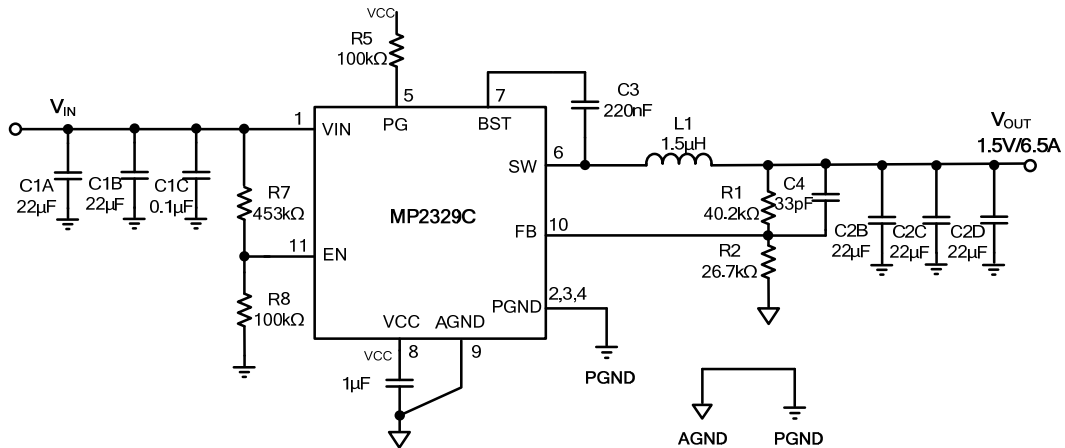 VCC
R5
100kΩ
5
7
C3
220nF
VIN
1
VIN
PG
BST
L1
1.5μH
VOUT
1.5V/6.5A
6
SW
C1A
22μF
C1B
22μF
C1C
0.1μF
R7
453kΩ
MP2329C
R1
40.2kΩ
C4
33pF
FB
10
C2B
22μF
C2C
22μF
C2D
22μF
11
EN
R2
26.7kΩ
R8
100kΩ
2,3,4
PGND
VCC
AGND
VCC
8
9
1μF
PGND
AGND
PGND